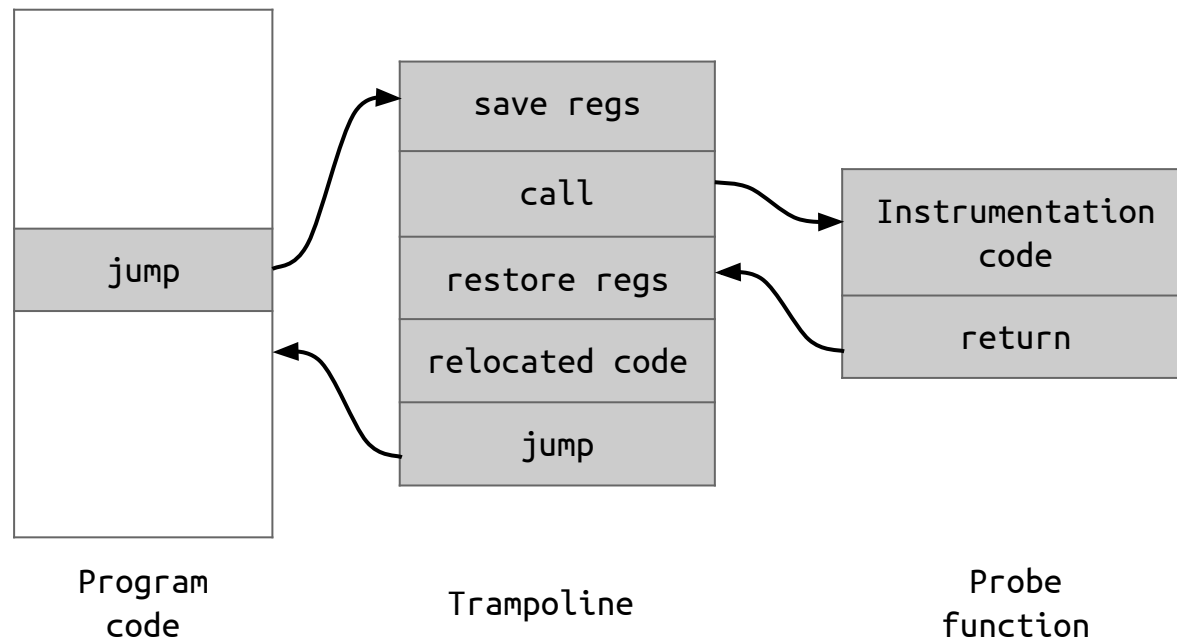 jump
save regs
call
restore regs
relocated code
jump
Instrumentation
code
return
Program
code
Trampoline
Probe
function